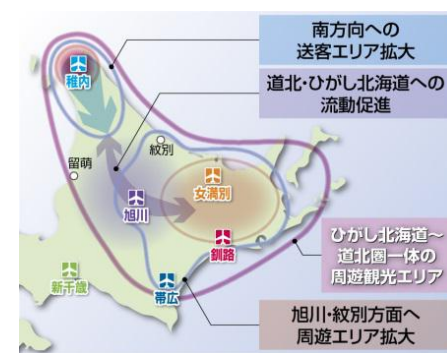 南方向への
送客エリア拡大
道北・ひがし北海道への
流動促進
稚内
紋別
留萌
女満別
旭川
釧路
ひがし北海道～
道北圏一体の
周遊観光エリア
新千歳
帯広
旭川・紋別方面へ
周遊エリア拡大